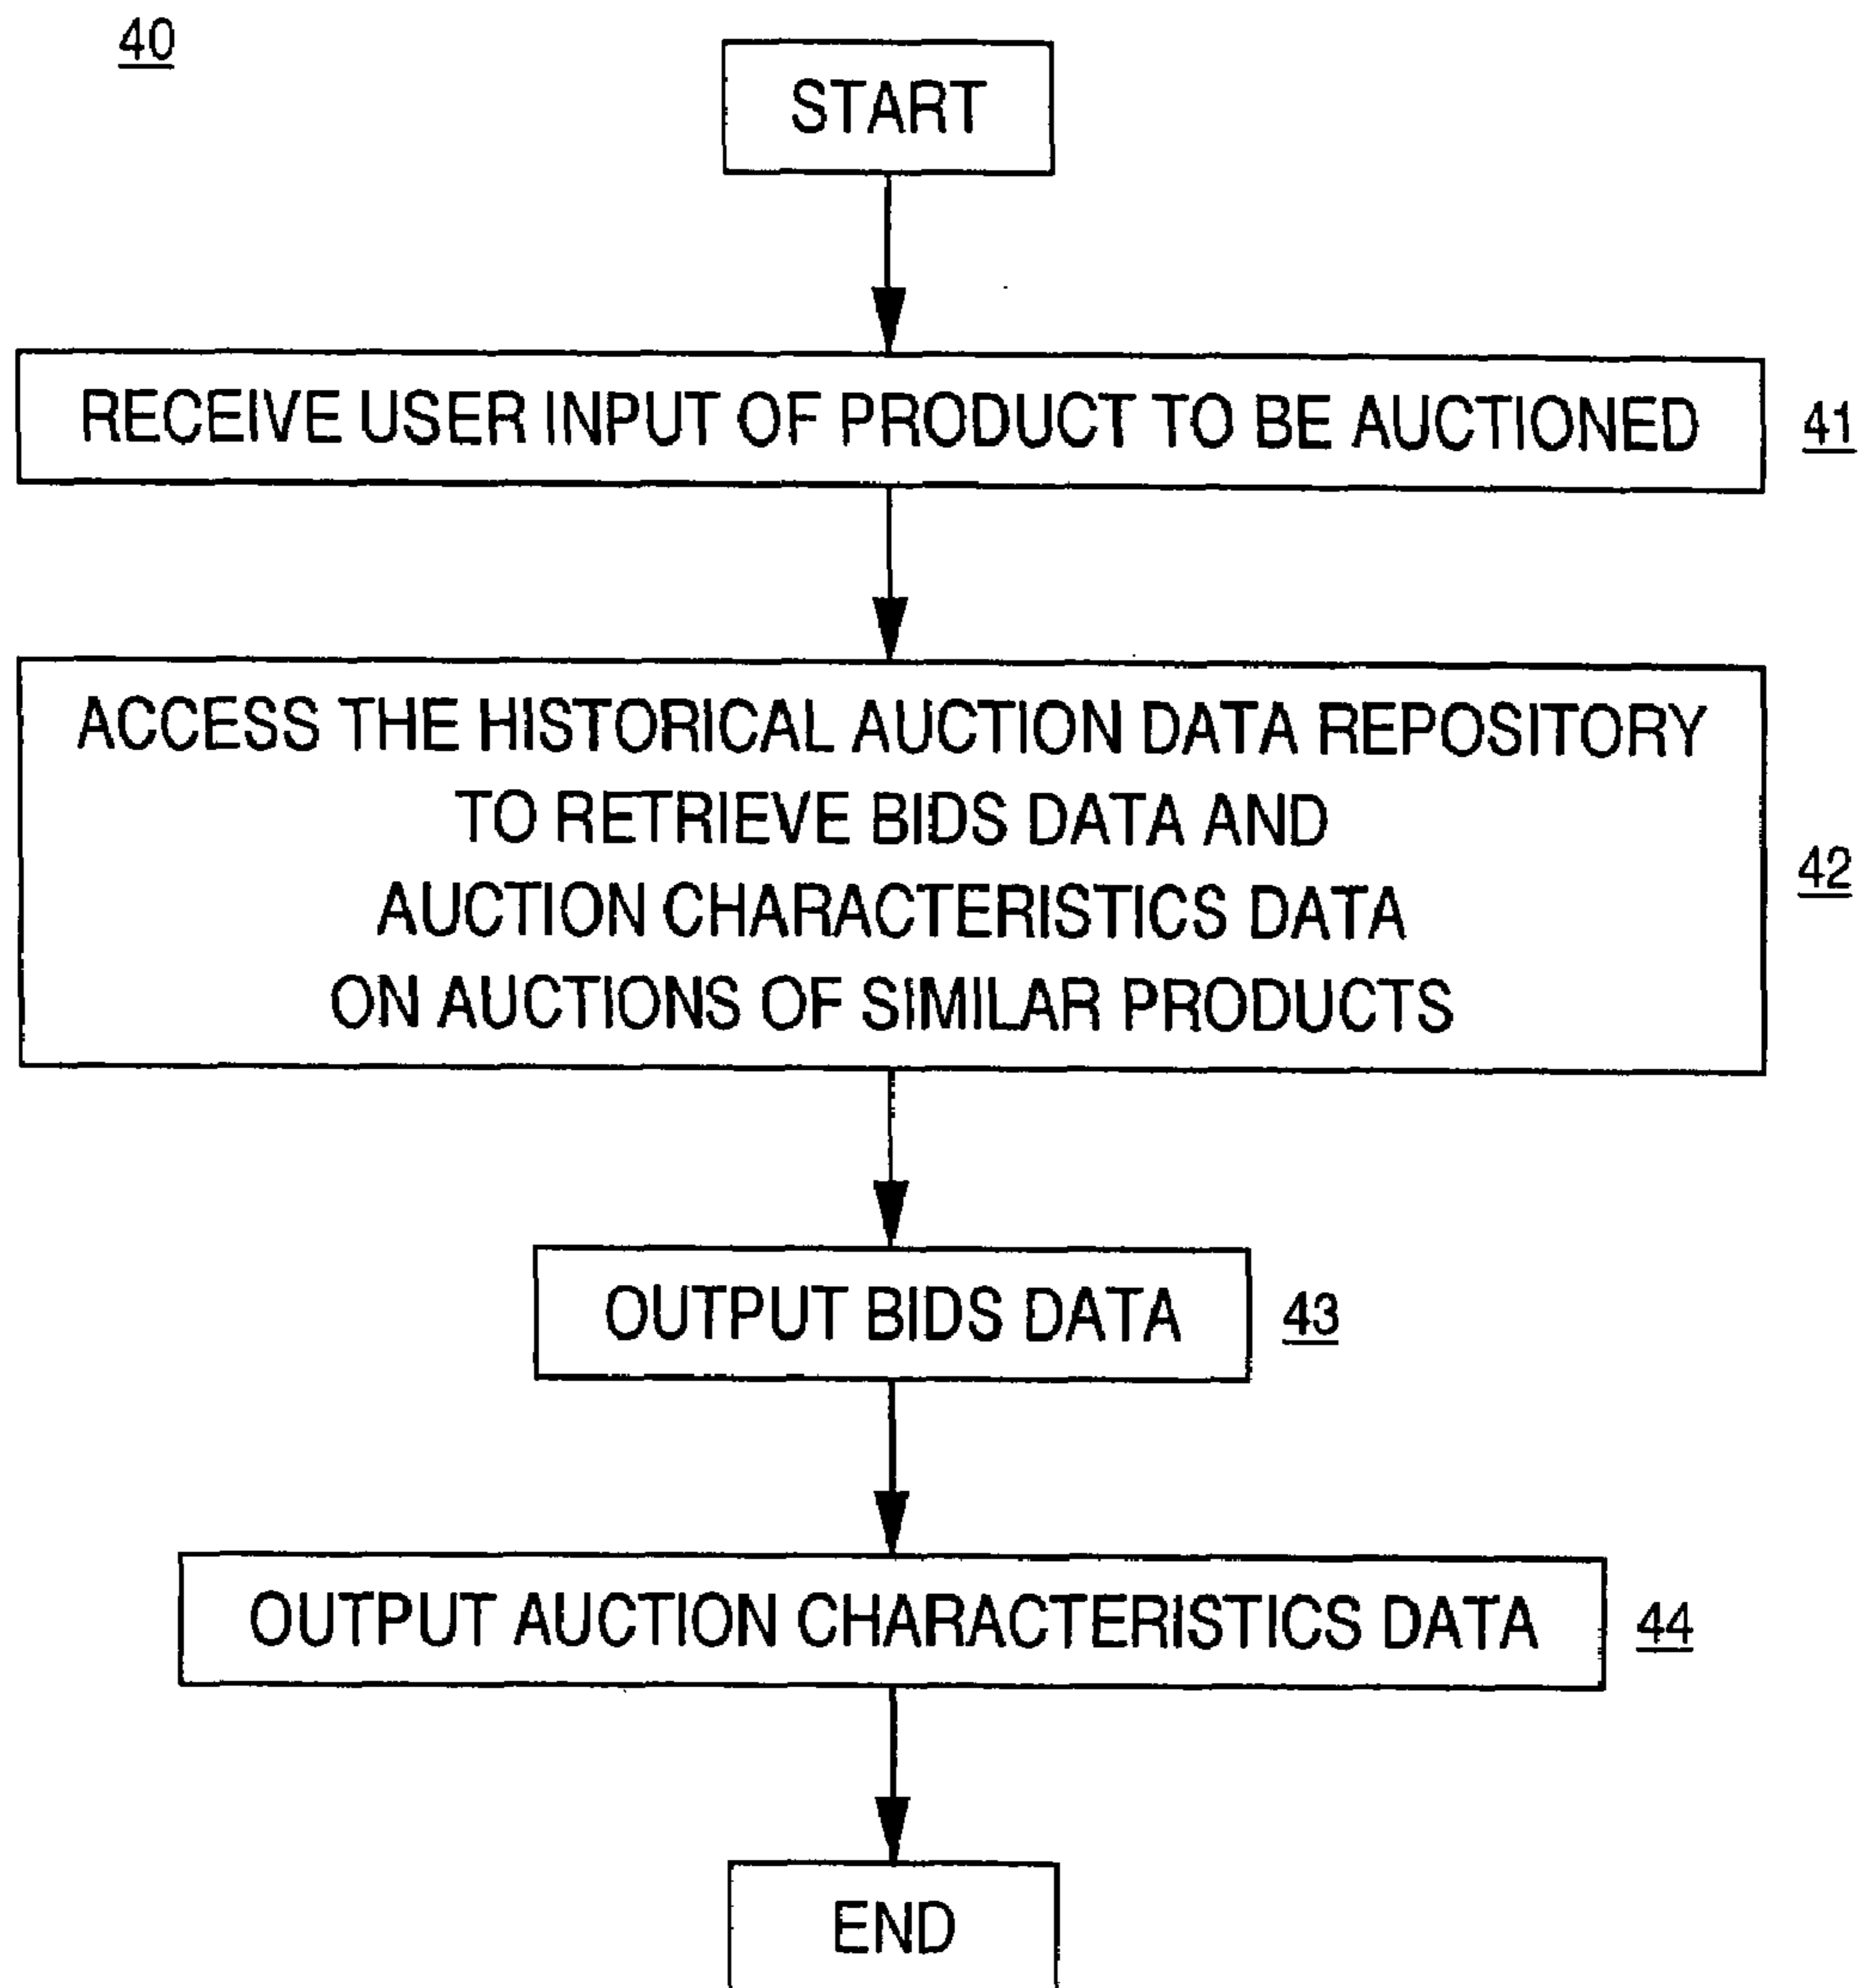 40
START
RECEIVE USER INPUT OF PRODUCT TO BE AUCTIONED
41
ACCESS THE HISTORICAL AUCTION DATA REPOSITORY
TO RETRIEVE BIDS DATA AND
AUCTION CHARACTERISTICS DATA
ON AUCTIONS OF SIMILAR PRODUCTS
42
OUTPUT BIDS DATA
43
OUTPUT AUCTION CHARACTERISTICS DATA
44
END